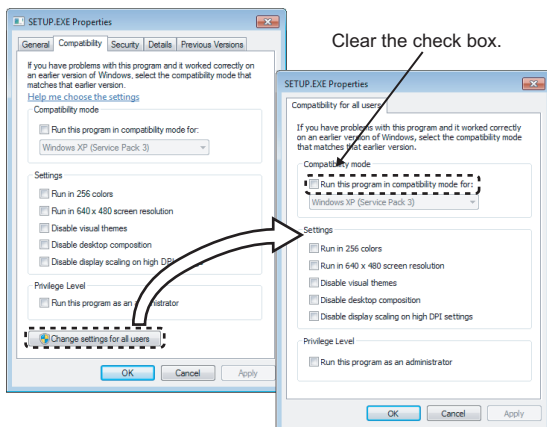 SETUP.EXE Properties
General Compatibility Security Details Previous Versions
If you have problems with this program and it worked correctly on
an earlier version of Windows, select the compatibility mode that
matches that earlier version.
Help me choose the settings
Compatibility mode
Run this program in compatibility mode for:
Windows XP (Service Pack 3)
Settings
Run in 256 colors
Run in 640 x 480 screen resolution
Disable visual themes
Disable desktop composition
Disable display scaling on high DPI
Privilege Level
Run this program as an administrator
Change settings for all users
OK Cancel Apply
Clear the check box.
SETUP.EXE Properties
Compatibility for all users
If you have problems with this program and it worked correctly
on an earlier version of Windows, select the compatibility mode
that matches that earlier version.
Compatibility mode
Run this program in compatibility mode for:
Windows XP (Service Pack 3)
Settings
Run in 256 colors
Run in 640 x 480 screen resolution
Disable visual themes
Disable desktop composition
Disable display scaling on high DPI settings
Privilege Level
Run this program as an administrator
OK Cancel Apply